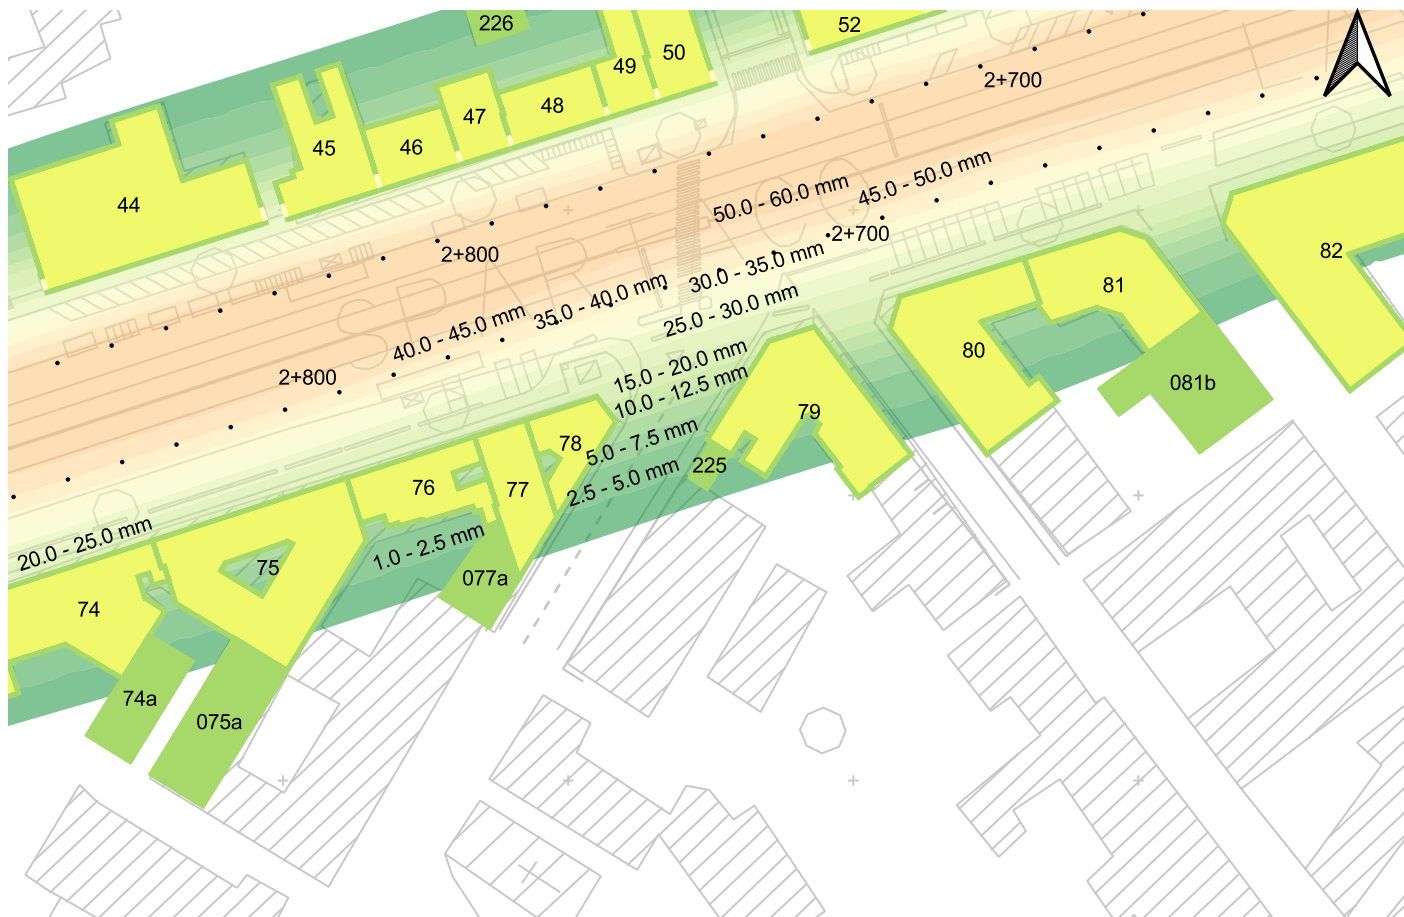 226
52
50
49
2+700
48
47
46
45
44
50.0 - 60.0 mm
45.0 - 50.0 mm
2+700
2+800
82
30.0 - 35.0 mm
35.0 - 40.0 mm
25.0 - 30.0 mm
81
40.0 - 45.0 mm
80
15.0 - 20.0 mm
2+800
10.0 - 12.5 mm
081b
79
78
5.0 - 7.5 mm
225
2.5 - 5.0 mm
76
77
20.0 - 25.0 mm
1.0 - 2.5 mm
75
077a
74
74a
075a